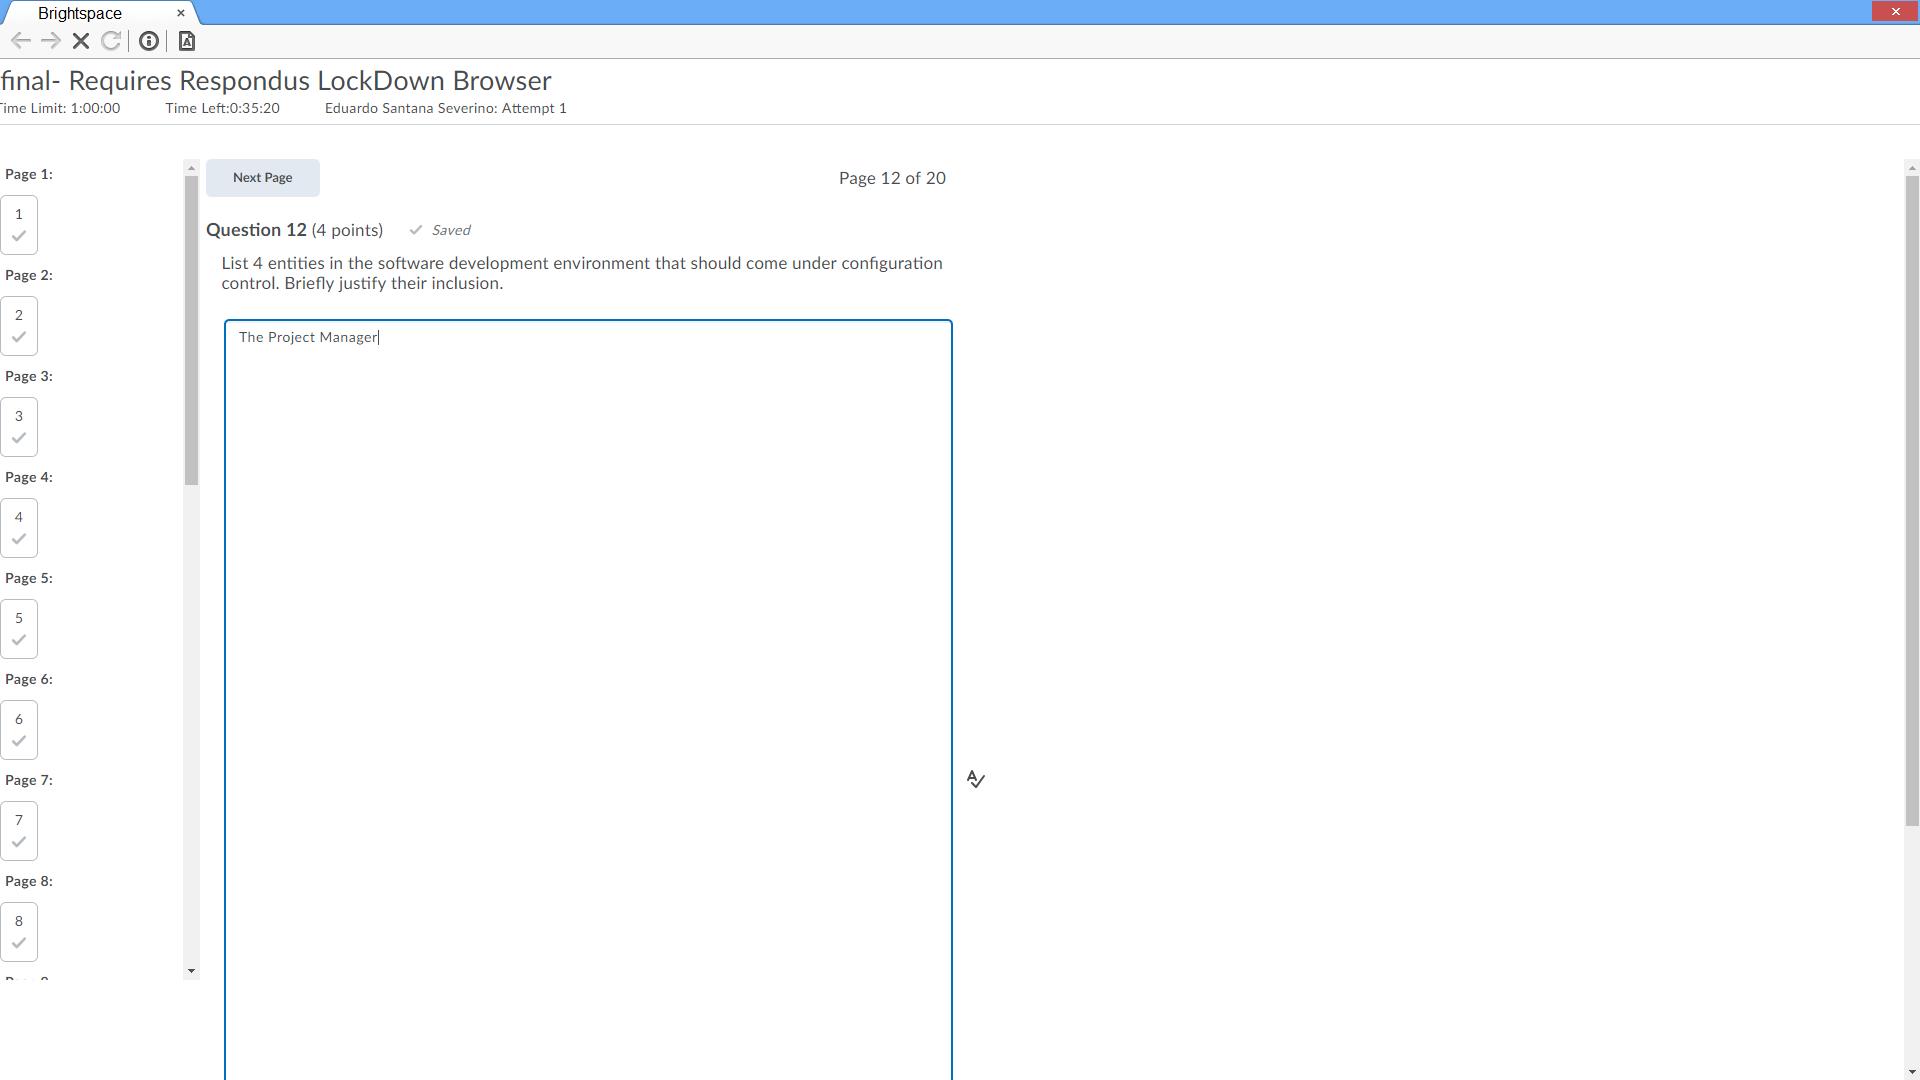 Brightspace
final- Requires Respondus LockDown Browser
Time Limit: 1:00:00 Time Left:0:35:20 Eduardo Santana Severino: Attempt 1
Page 1:
1
Page 2:
2
Page 3:
3
Page 4:
4
Page 5:
5
Page 6:
6
Page 7:
7
Page 8:
8
Next Page
Page 12 of 20
Question 12 (4 points) Saved
List 4 entities in the software development environment that should come under configuration
control. Briefly justify their inclusion.
The Project Manager